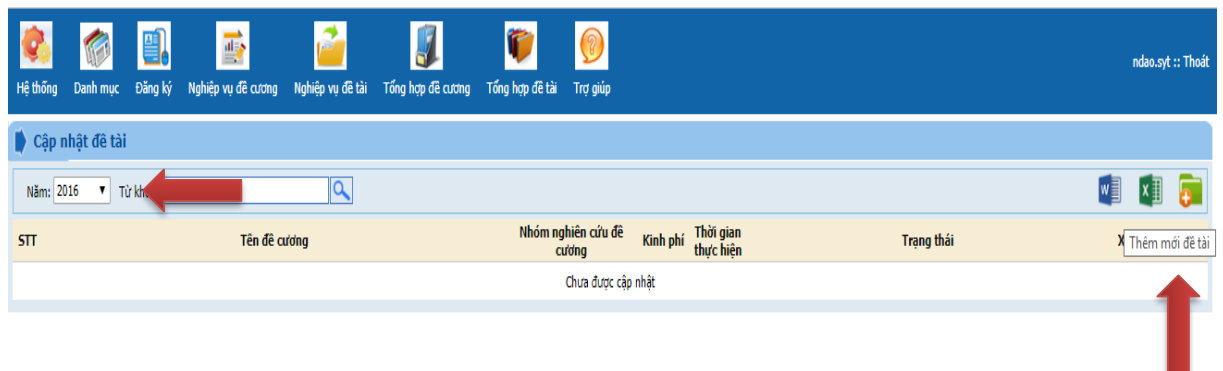 Hệ thống Danh mục Đăng ký Nghiệp vụ đề cương Nghiệp vụ đề tài Tổng hợp đề cương Tổng hợp đề tài Trợ giúp
ndao.syt :: Thoát
Cập nhật đề tài
Năm: 2016 Từ
STT Tên đề cương Nhóm nghiên cứu đề cương Kinh phí Thời gian thực hiện Trạng thái
Thêm mới đề tài
Chưa được cập nhật